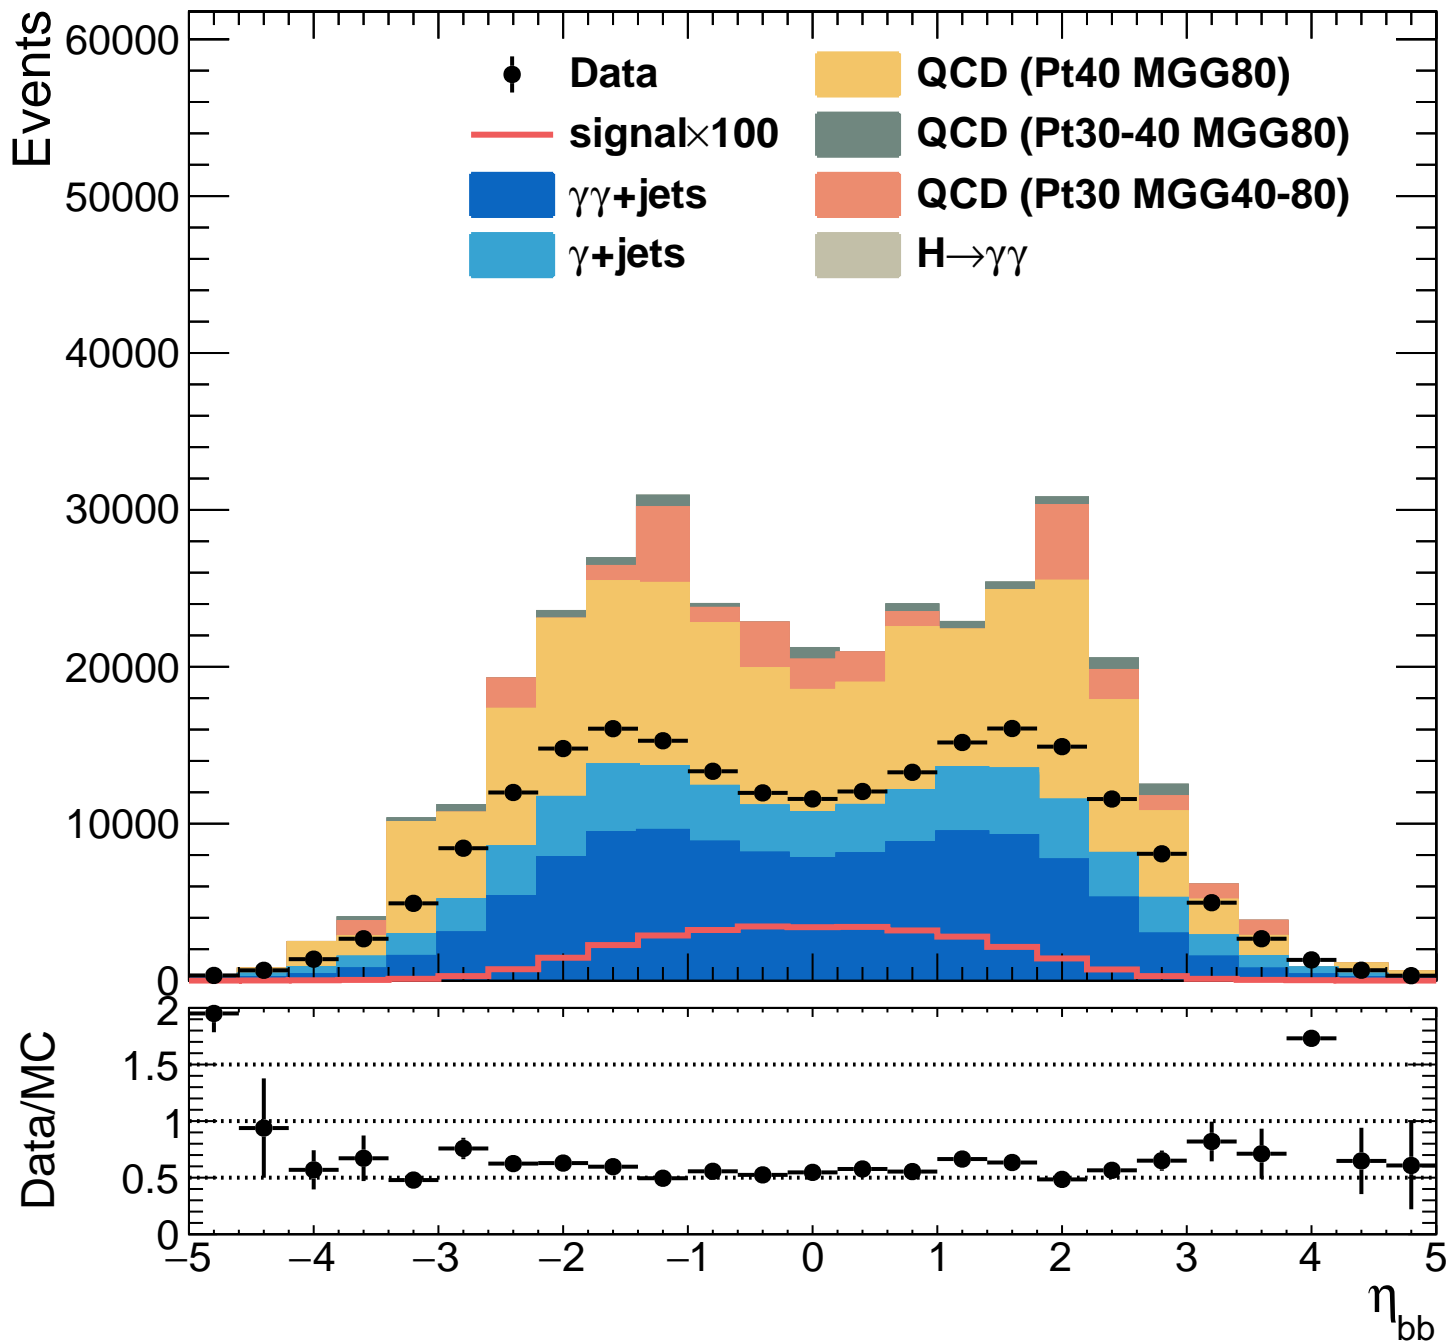 Events
60000
50000
40000
30000
20000
10000
0
Data
signal×100
γγ+jets
γ+jets
QCD (Pt40 MGG80)
QCD (Pt30-40 MGG80)
QCD (Pt30 MGG40-80)
H→γγ
Data/MC
2
1.5
1
0.5
0
−5 −4 −3 −2 −1 0 1 2 3 4 5
η_bb